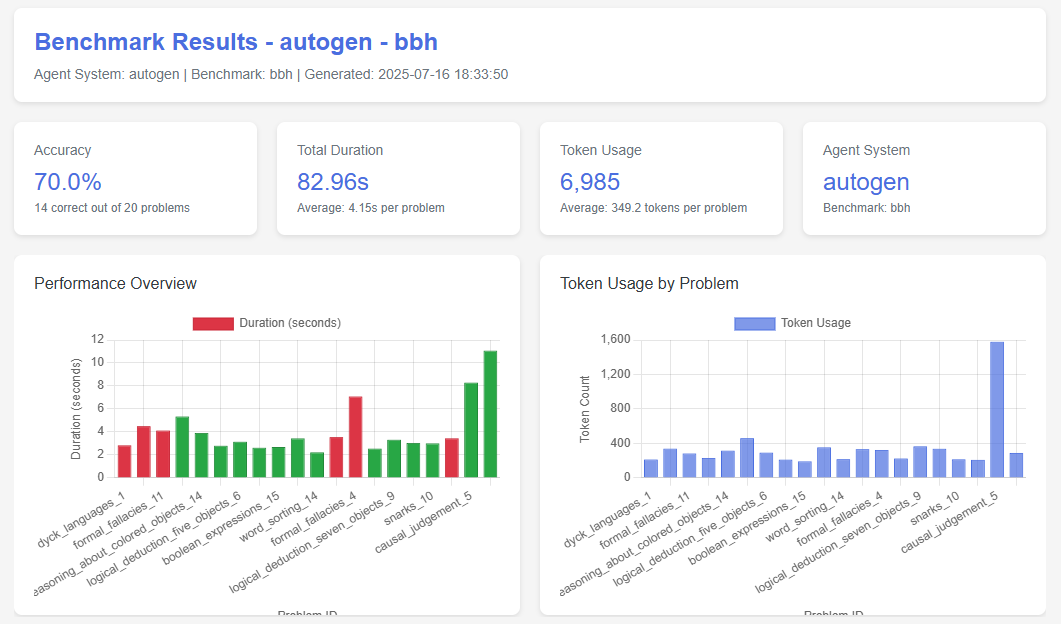 Benchmark Results - autogen - bbh
Agent System: autogen | Benchmark: bbh | Generated: 2025-07-16 18:33:50
Accuracy
70.0%
14 correct out of 20 problems
Total Duration
82.96s
Average: 4.15s per problem
Token Usage
6,985
Average: 349.2 tokens per problem
Agent System
autogen
Benchmark: bbh
Performance Overview
Duration (seconds)
Duration (seconds)
12
10
8
6
4
2
0
dyck_languages_1
formal_fallacies_11
easoning_about_colored_objects_14
logical_deduction_five_objects_6
boolean_expressions_15
word_sorting_14
formal_fallacies_4
logical_deduction_seven_objects_9
snarks_10
causal_judgement_5
Problem ID
Token Usage by Problem
Token Usage
Token Count
1,600
1,200
800
400
0
dyck_languages_1
formal_fallacies_11
easoning_about_colored_objects_14
logical_deduction_five_objects_6
boolean_expressions_15
word_sorting_14
formal_fallacies_4
logical_deduction_seven_objects_9
snarks_10
causal_judgement_5
Problem ID